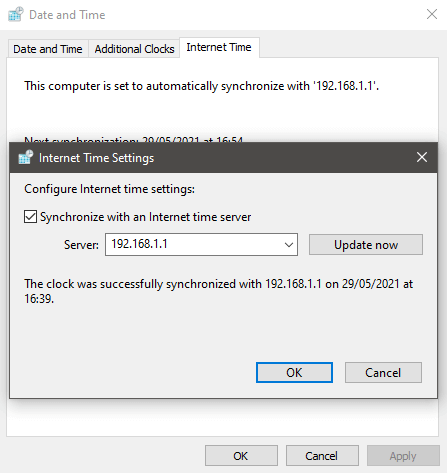 Date and Time
Date and Time Additional Clocks Internet Time
This computer is set to automatically synchronize with '192.168.1.1'.
Next synchronization: 29/05/2021 at 16:54
Internet Time Settings
Configure Internet time settings:
Synchronize with an Internet time server
Server: 192.168.1.1 Update now
The clock was successfully synchronized with 192.168.1.1 on 29/05/2021 at
16:39.
OK Cancel
OK Cancel Apply